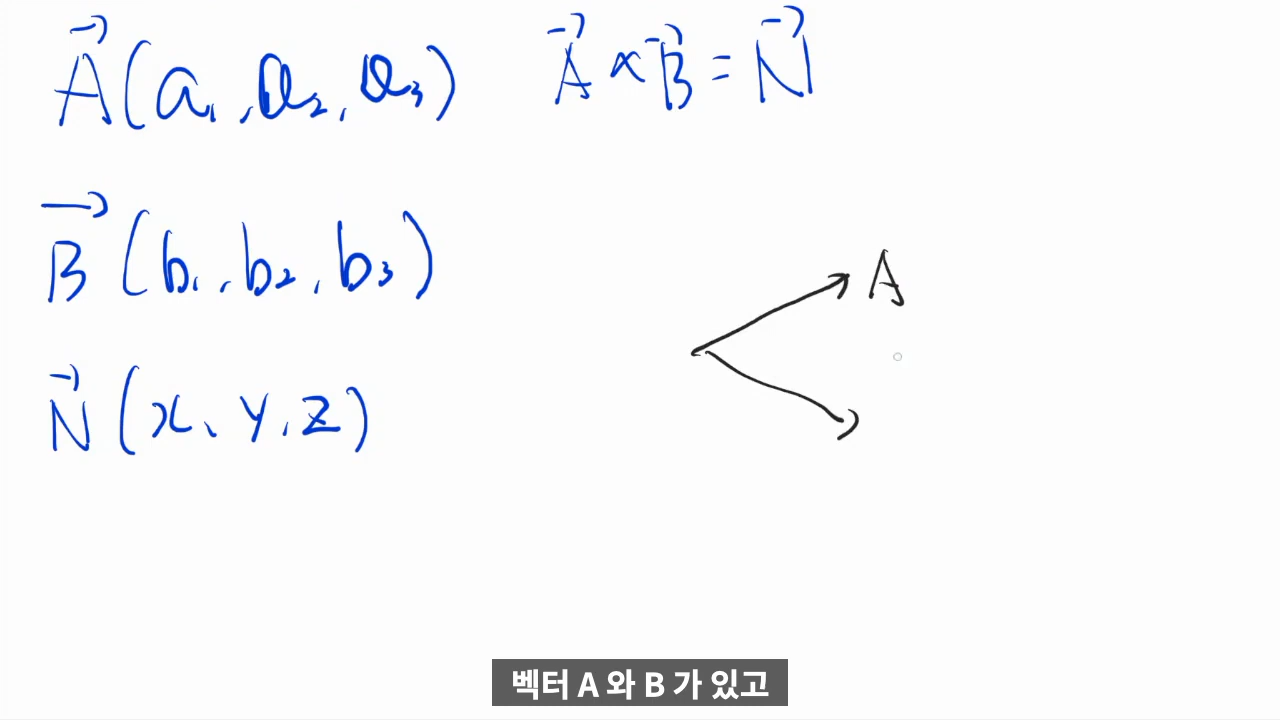 A⃗(a₁,a₂,a₃) A⃗×B⃗=N⃗
B⃗(b₁,b₂,b₃)
A
N⃗(x,y,z)
벡터 A 와 B 가 있고